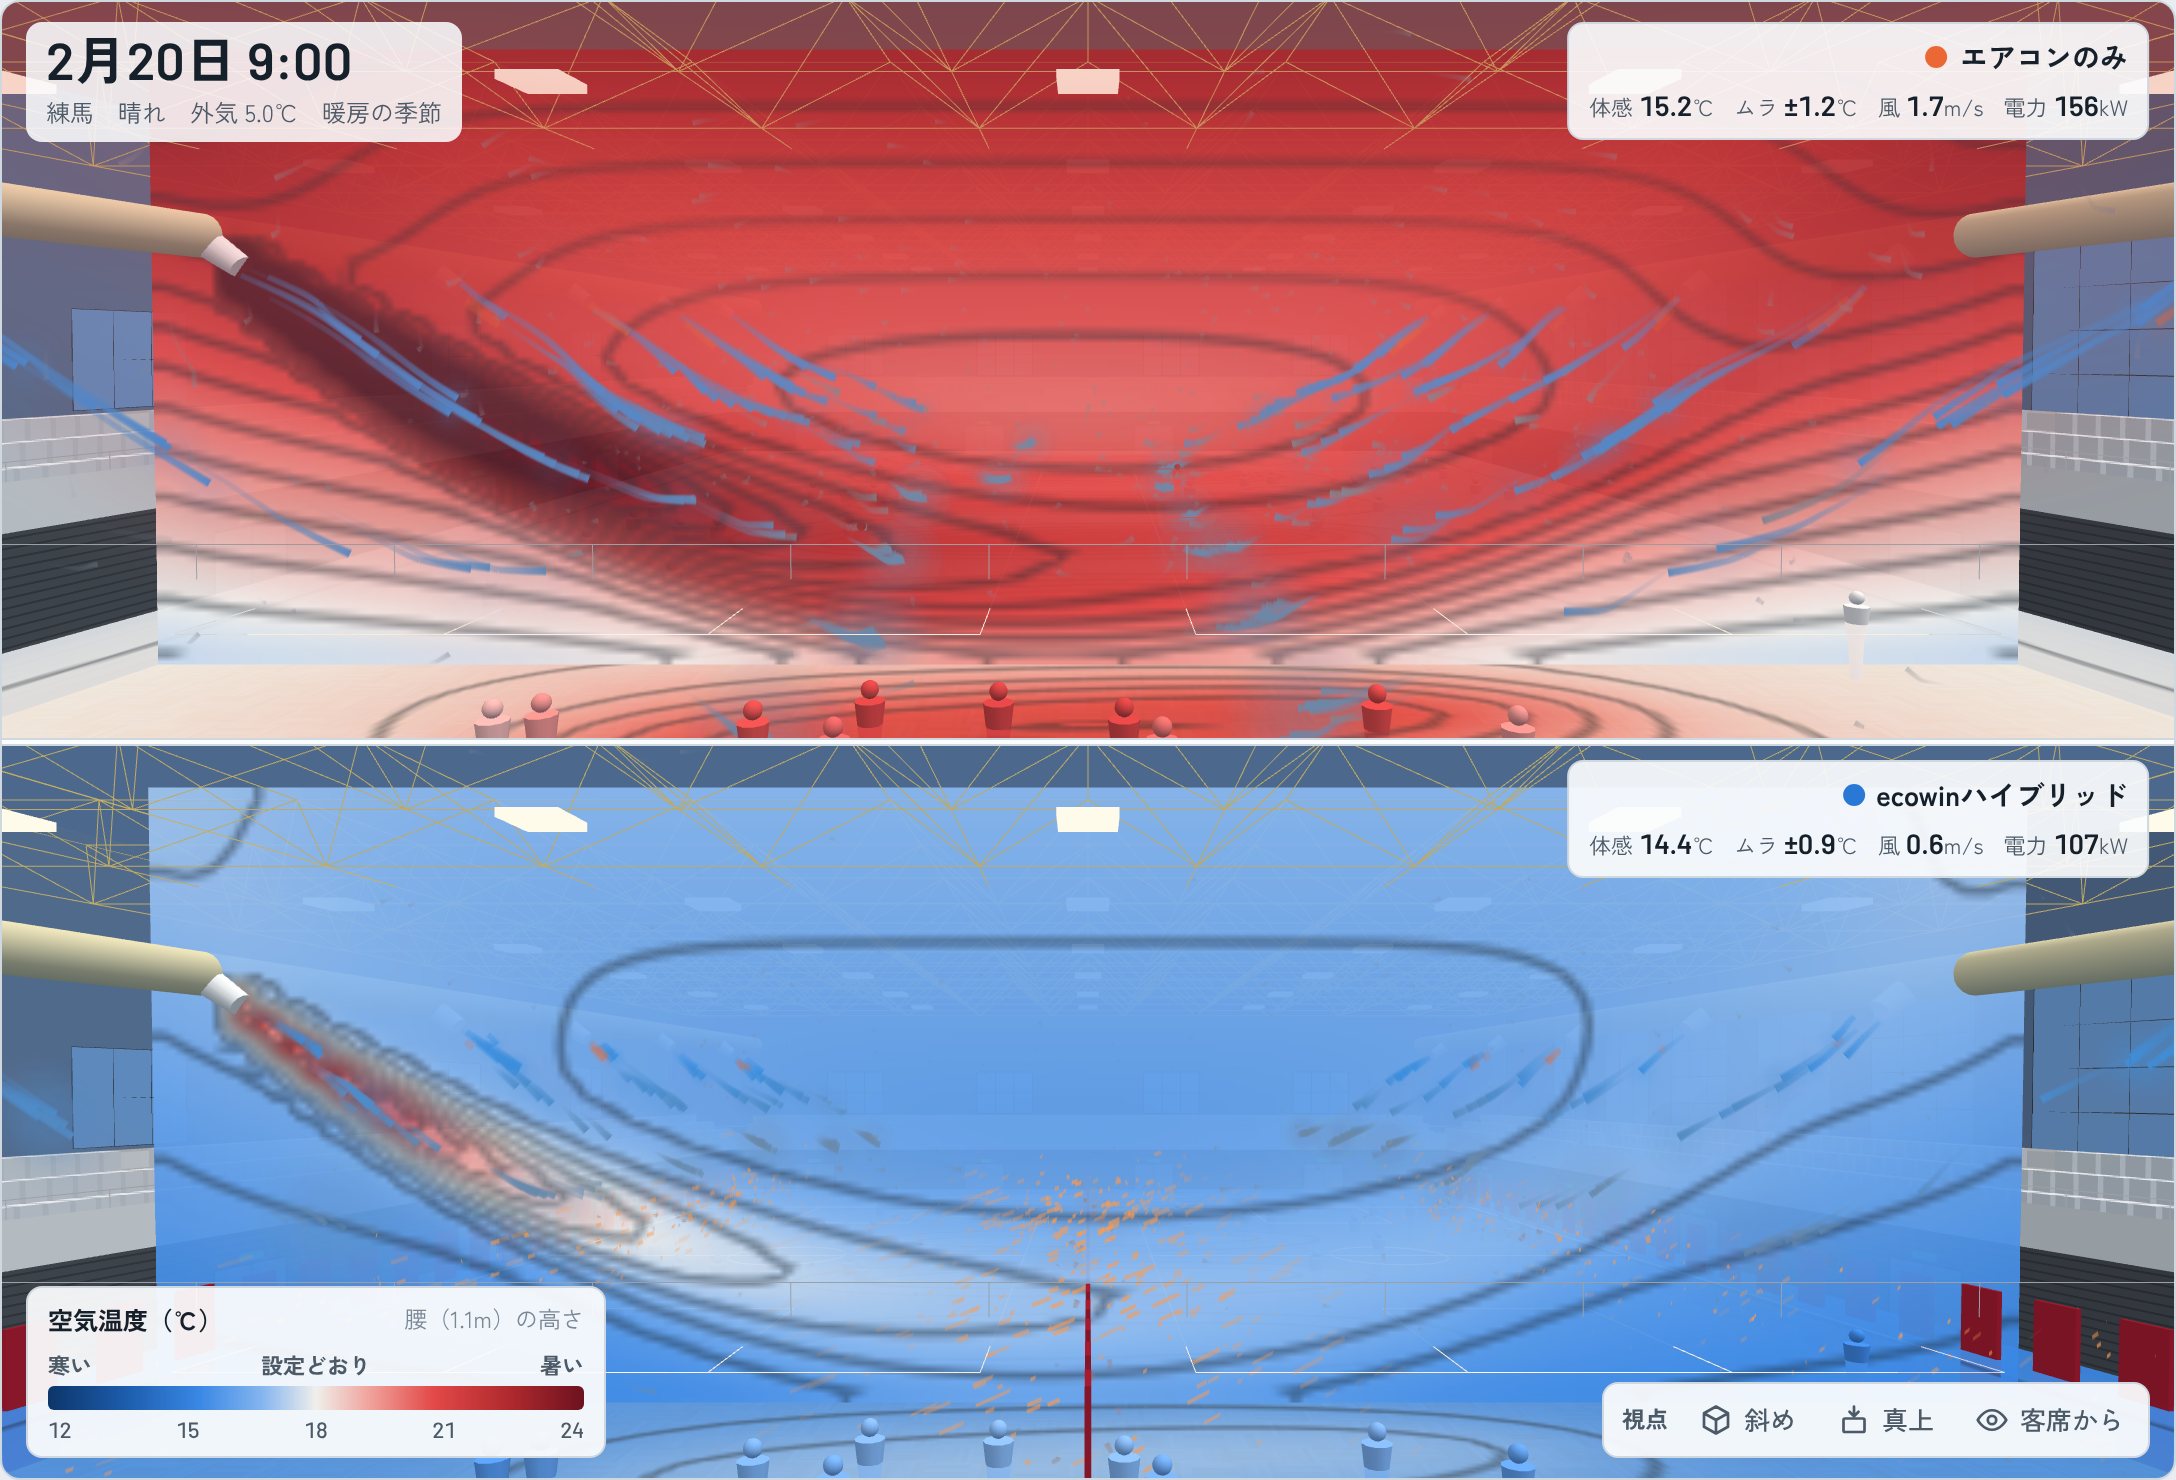 2月20日 9:00
練馬 晴れ 外気 5.0℃ 暖房の季節
エアコンのみ
体感 15.2℃ ムラ ±1.2℃ 風 1.7m/s 電力 156kW
ecowinハイブリッド
体感 14.4℃ ムラ ±0.9℃ 風 0.6m/s 電力 107kW
空気温度（℃） 腰（1.1m）の高さ
寒い 設定どおり 暑い
12 15 18 21 24
視点 斜め 真上 客席から